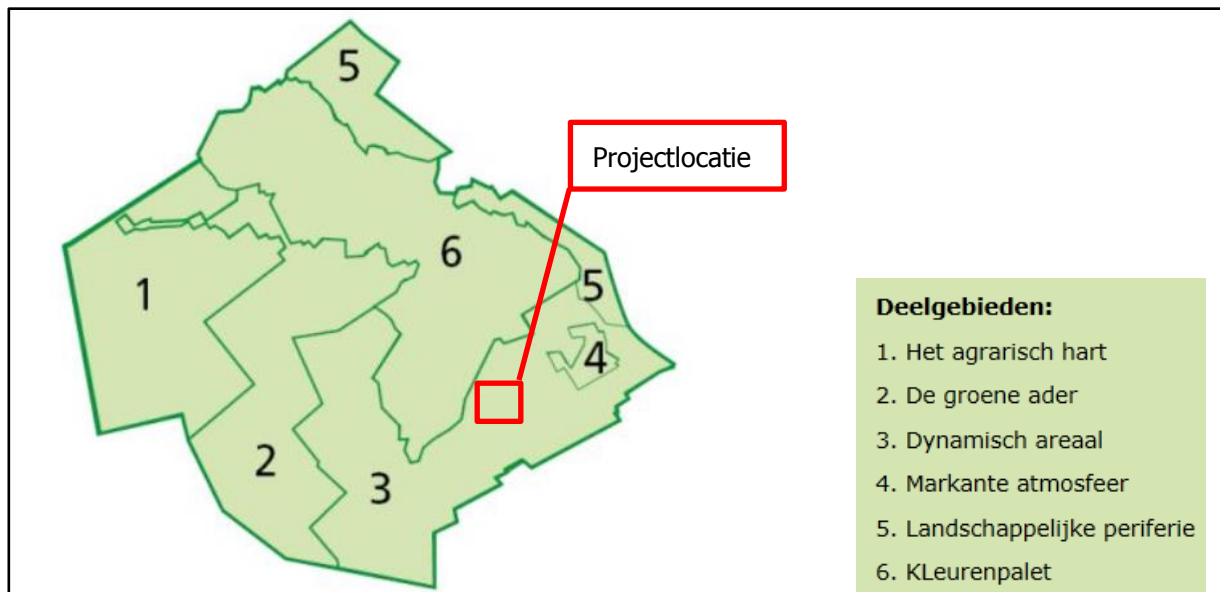 5
Projectlocatie
6
1
5
4
2
3
Deelgebieden:
1. Het agrarisch hart
2. De groene ader
3. Dynamisch areaal
4. Markante atmosfeer
5. Landschappelijke periferie
6. KLeurenpalet